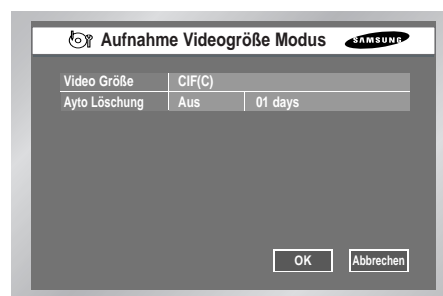 Aufnahme Videogröße Modus SAMSUNG
Video Größe CIF(C)
Ayto Löschung Aus 01 days
OK Abbrechen